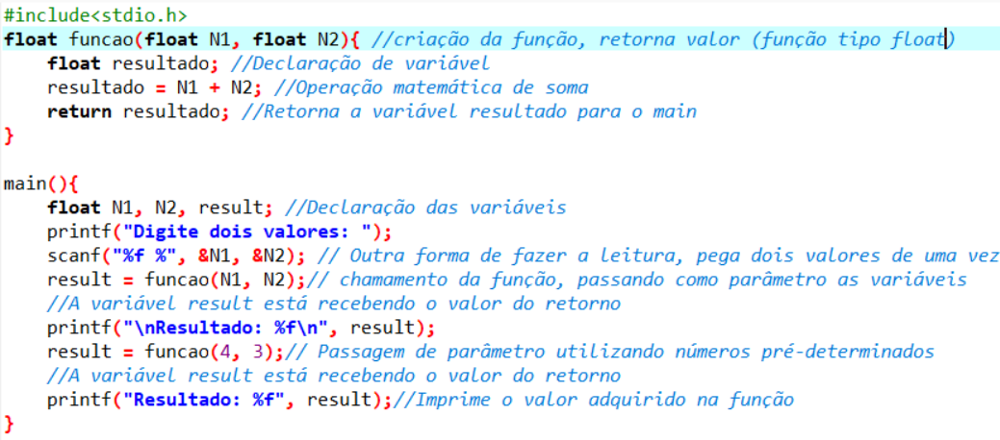 #include<stdio.h>
float funcao(float N1, float N2){ //criação da função, retorna valor (função tipo float)
    float resultado; //Declaração de variável
    resultado = N1 + N2; //Operação matemática de soma
    return resultado; //Retorna a variável resultado para o main
}

main(){
    float N1, N2, result; //Declaração das variáveis
    printf("Digite dois valores: ");
    scanf("%f %", &N1, &N2); // Outra forma de fazer a leitura, pega dois valores de uma vez
    result = funcao(N1, N2);// chamamento da função, passando como parâmetro as variáveis
    //A variável result está recebendo o valor do retorno
    printf("\nResultado: %f\n", result);
    result = funcao(4, 3);// Passagem de parâmetro utilizando números pré-determinados
    //A variável result está recebendo o valor do retorno
    printf("Resultado: %f", result);//Imprime o valor adquirido na função
}